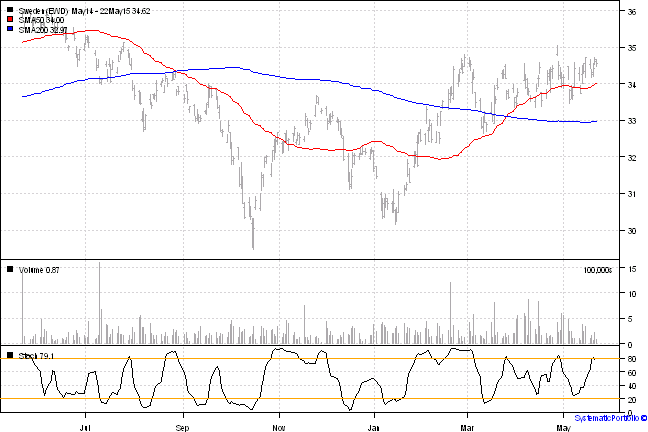 Sweden (EWD) May14 - 22May15 34.62
SMA50 34.00
SMA200 32.97
36
35
34
33
32
31
30
Volume 0.87
100,000s
15
10
5
0
Stoch 79.1
80
60
40
20
0
Jul Sep Nov Jan Mar May
SystematicPortfolio ©